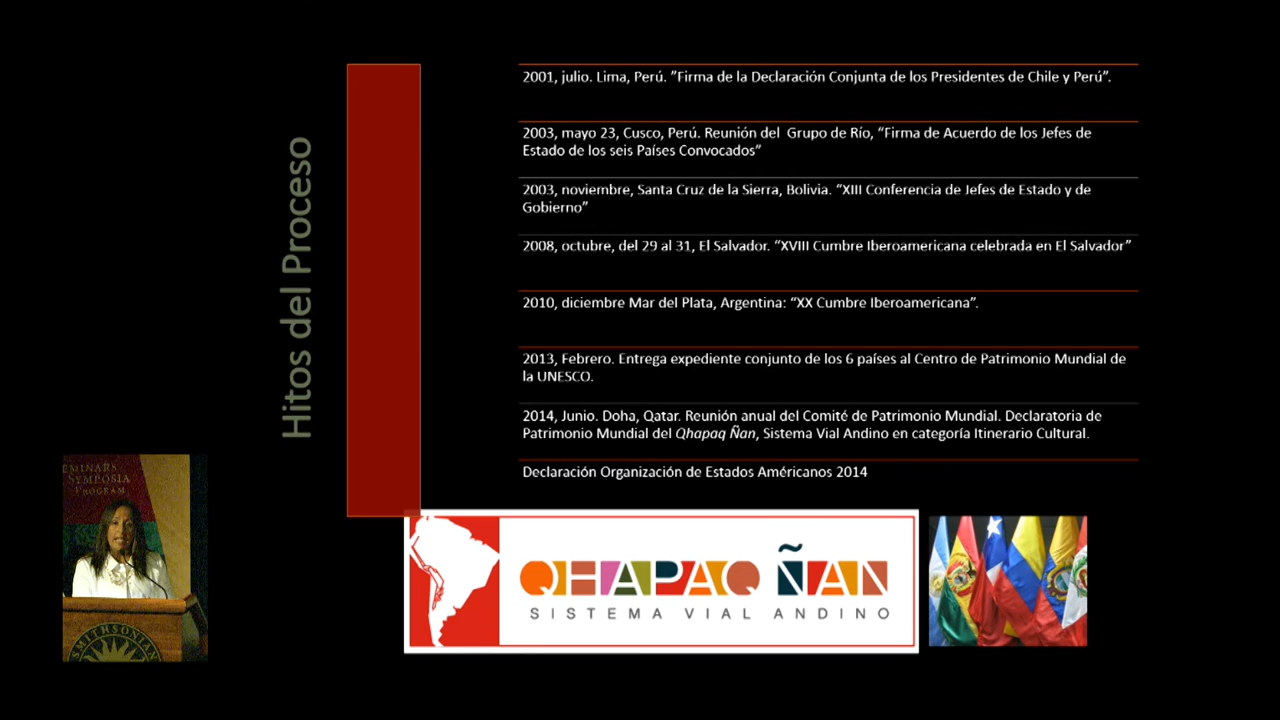 Hitos del Proceso
2001, julio. Lima, Perú. ”Firma de la Declaración Conjunta de los Presidentes de Chile y Perú”.
2003, mayo 23, Cusco, Perú. Reunión del Grupo de Río, “Firma de Acuerdo de los Jefes de
Estado de los seis Países Convocados”
2003, noviembre, Santa Cruz de la Sierra, Bolivia. “XIII Conferencia de Jefes de Estado y de
Gobierno”
2008, octubre, del 29 al 31, El Salvador. “XVIII Cumbre Iberoamericana celebrada en El Salvador”
2010, diciembre Mar del Plata, Argentina: “XX Cumbre Iberoamericana”.
2013, Febrero. Entrega expediente conjunto de los 6 países al Centro de Patrimonio Mundial de
la UNESCO.
2014, Junio. Doha, Qatar. Reunión anual del Comité de Patrimonio Mundial. Declaratoria de
Patrimonio Mundial del Qhapaq Ñan, Sistema Vial Andino en categoría Itinerario Cultural.
Declaración Organización de Estados Américanos 2014
QHAPAQ ÑAN
SISTEMA VIAL ANDINO
SEMINARS
SYMPOSIA
PROGRAM
SMITHSONIAN